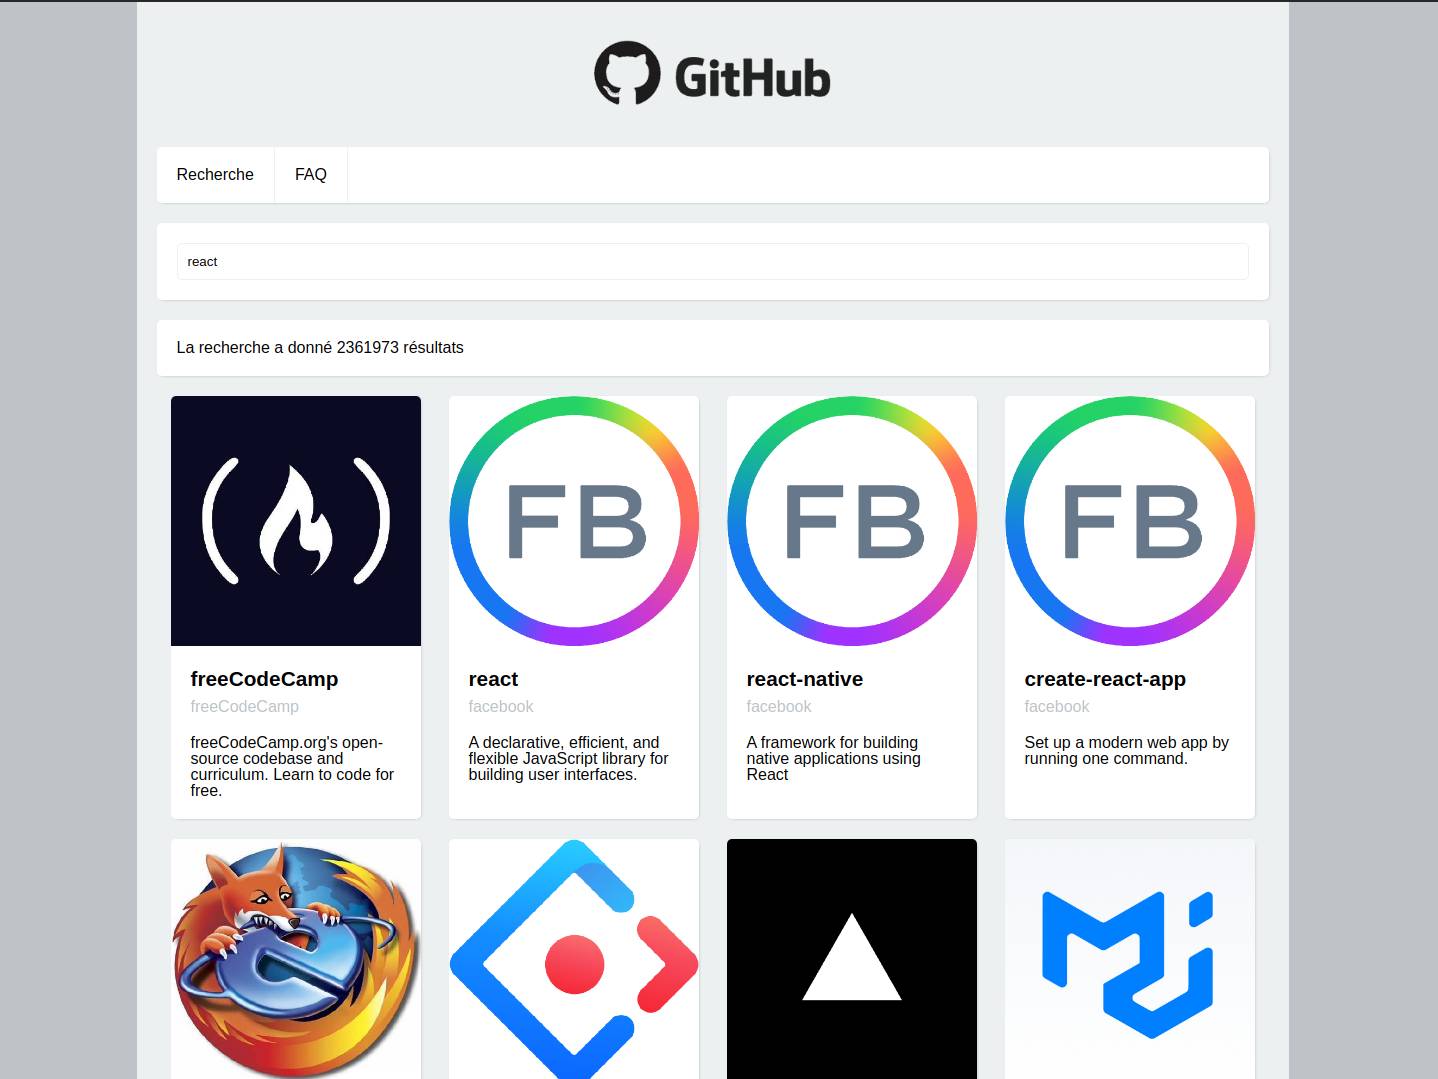 GitHub
Recherche
FAQ
react
La recherche a donné 2361973 résultats
FB
FB
FB
freeCodeCamp
freeCodeCamp
freeCodeCamp.org's open-
source codebase and
curriculum. Learn to code for
free.
react
facebook
A declarative, efficient, and
flexible JavaScript library for
building user interfaces.
react-native
facebook
A framework for building
native applications using
React
create-react-app
facebook
Set up a modern web app by
running one command.